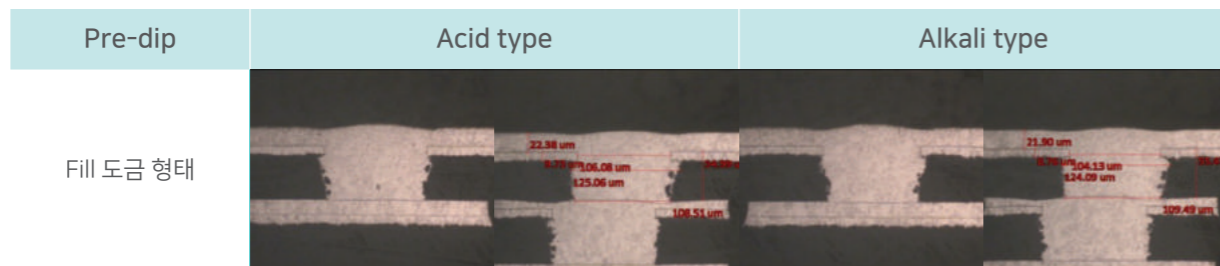 Pre-dip
Acid type
Alkali type
Fill 도금 형태
22.38 um
106.08 um
125.06 um
108.51 um
21.90 um
104.13 um
124.09 um
109.49 um